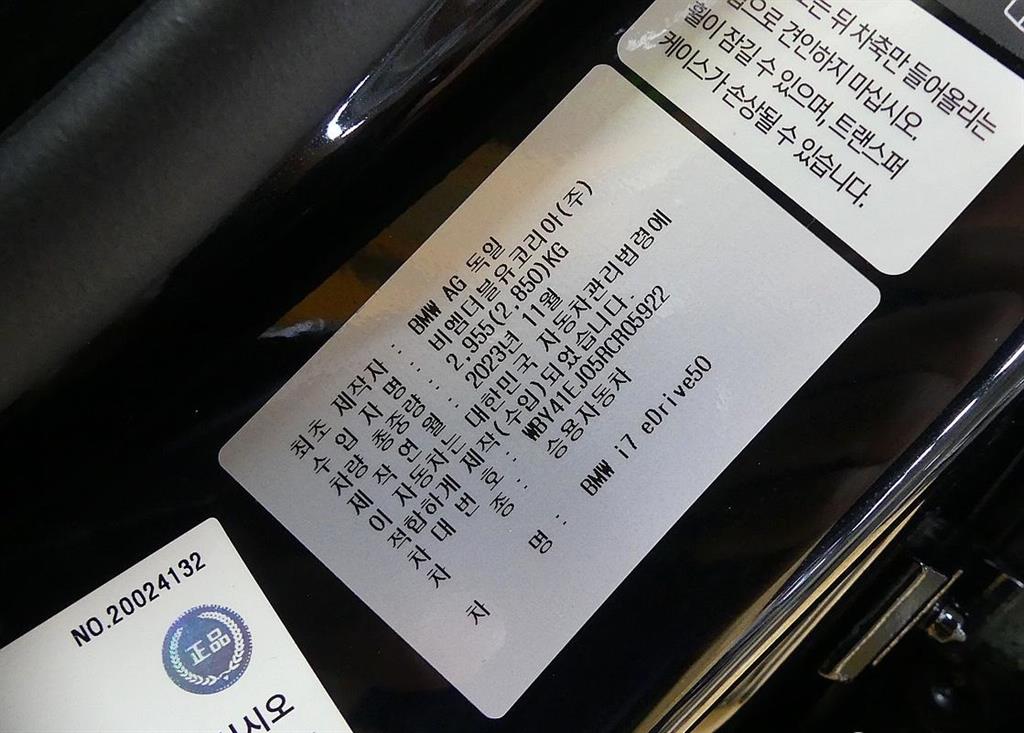 는 뒤 차축만 들어올리는
으로 견인하지 마십시오.
휠이 잠길 수 있으며, 트랜스퍼
케이스가 손상될 수 있습니다.
최초 제작자 : BMW AG 독일
수 입 자 명 : 비엠더블유코리아(주)
차량 총중량 : 2,955(2,850)KG
제 작 연 월 : 2023년 11월
이 자동차는 대한민국 자동차관리법령에
적합하게 제작(수입)되었습니다.
차 대 번 호 : WBY41EJ05RCR05922
차 종 : 승용자동차
차 명 : BMW i7 eDrive50
NO.20024132
正品
시오